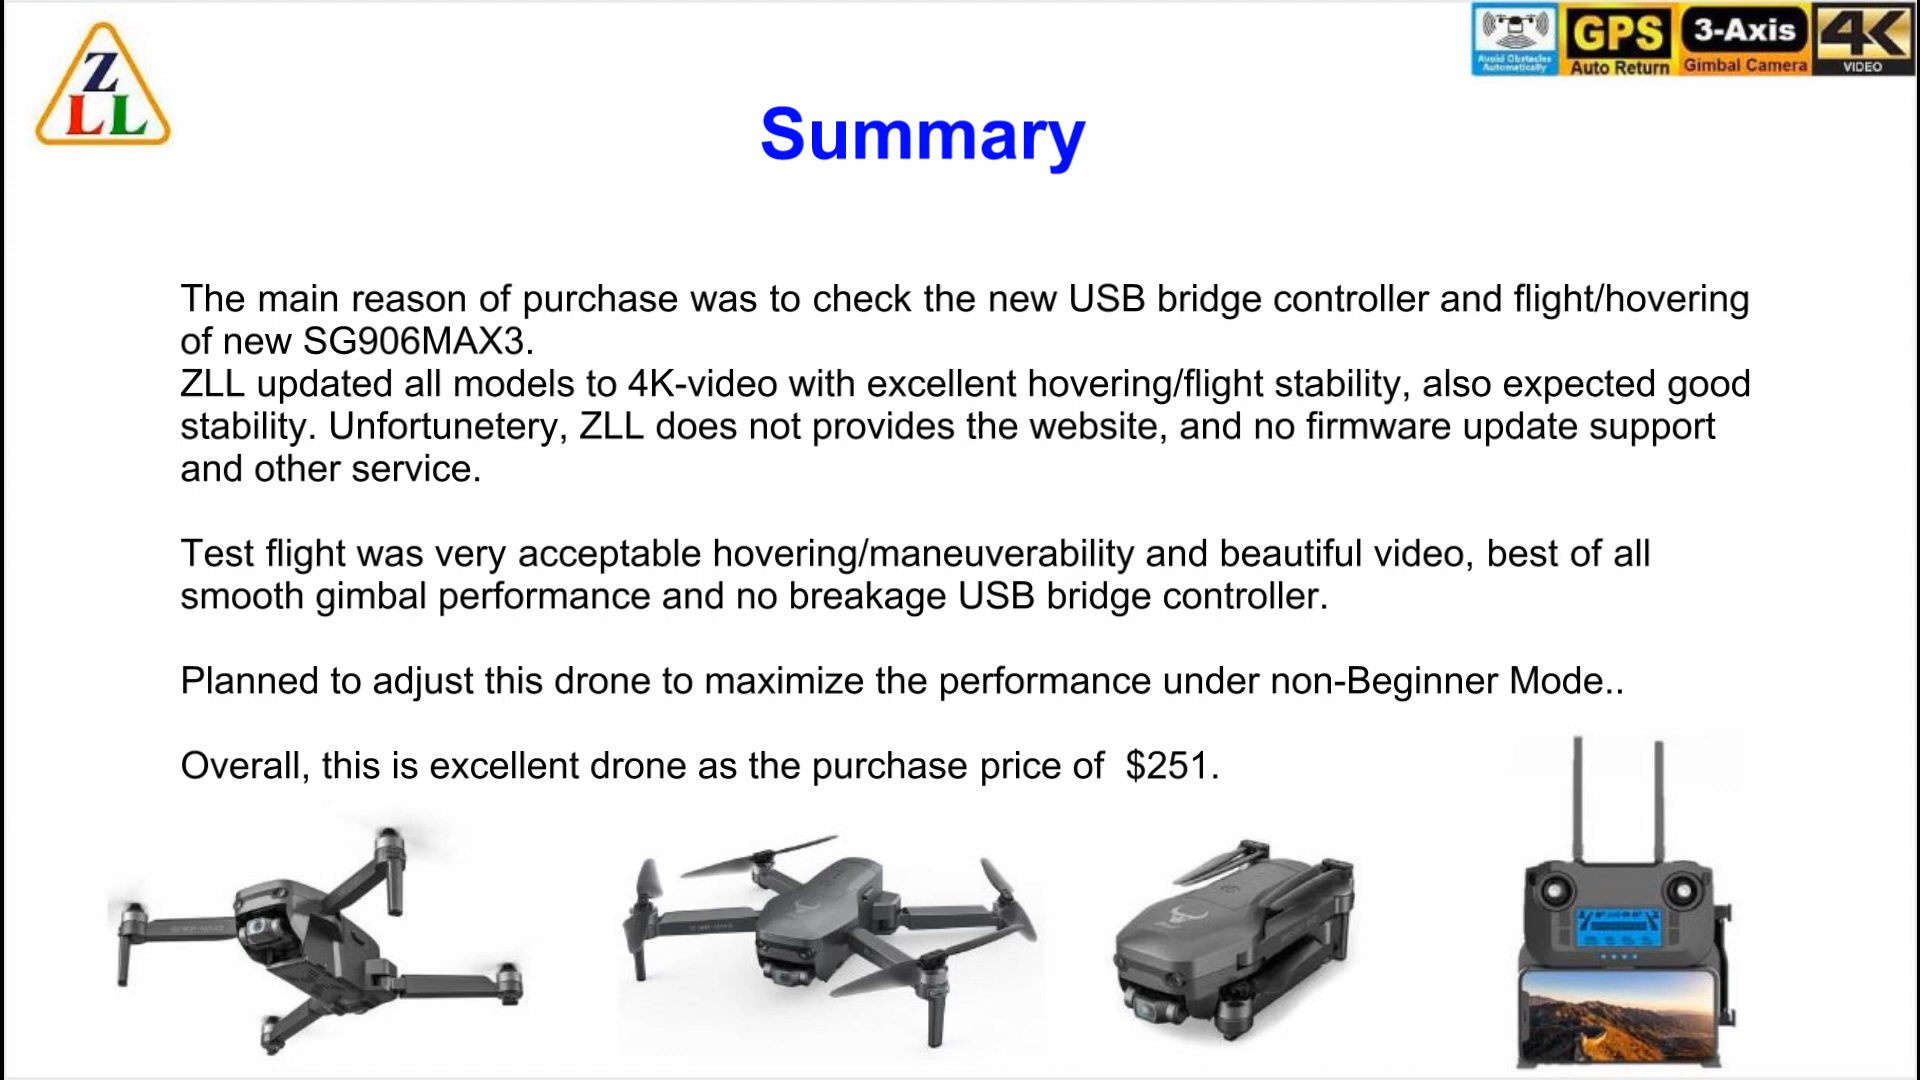 Z
LL
Avoid Obstacles
Automatically
GPS
Auto Return
3-Axis
Gimbal Camera
4K
VIDEO
Summary
The main reason of purchase was to check the new USB bridge controller and flight/hovering
of new SG906MAX3.
ZLL updated all models to 4K-video with excellent hovering/flight stability, also expected good
stability. Unfortunetery, ZLL does not provides the website, and no firmware update support
and other service.
Test flight was very acceptable hovering/maneuverability and beautiful video, best of all
smooth gimbal performance and no breakage USB bridge controller.
Planned to adjust this drone to maximize the performance under non-Beginner Mode..
Overall, this is excellent drone as the purchase price of  $251.